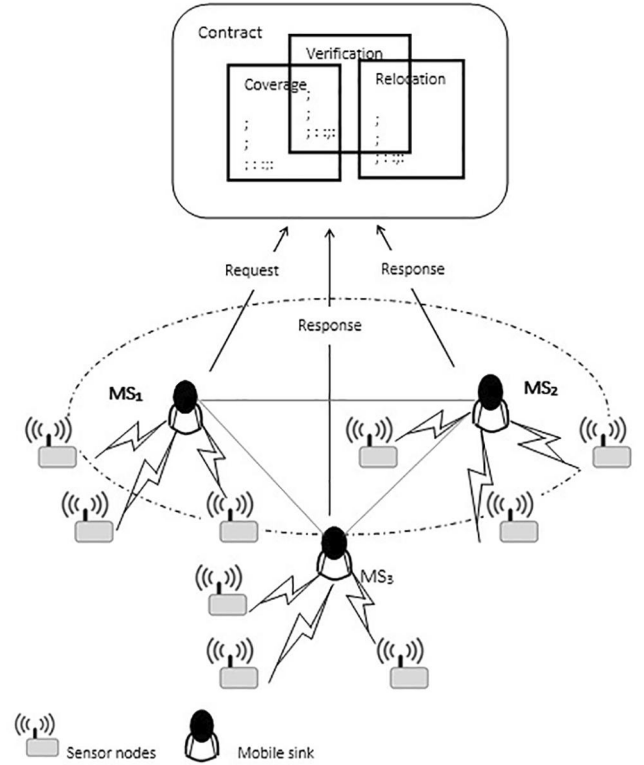 Contract
Verification
Coverage
Relocation
;
;
; : :;:
;
;
; : :;:
;
;
; : :;:
Request
Response
Response
MS₁
MS₂
MS₃
Sensor nodes
Mobile sink